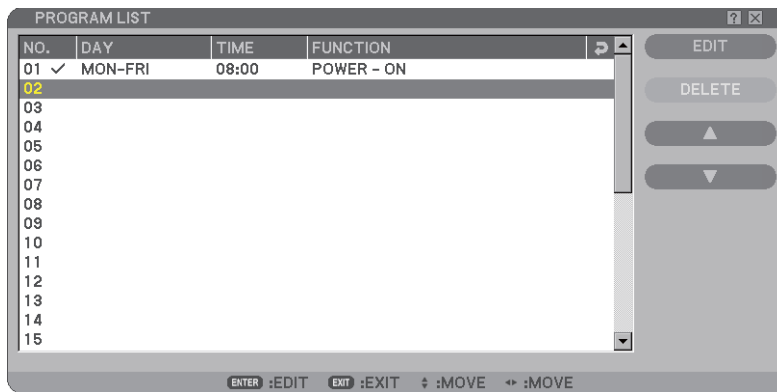 PROGRAM LIST
NO. DAY TIME FUNCTION
01 ✓ MON-FRI 08:00 POWER - ON
02
03
04
05
06
07
08
09
10
11
12
13
14
15
EDIT
DELETE
ENTER :EDIT EXIT :EXIT :MOVE :MOVE